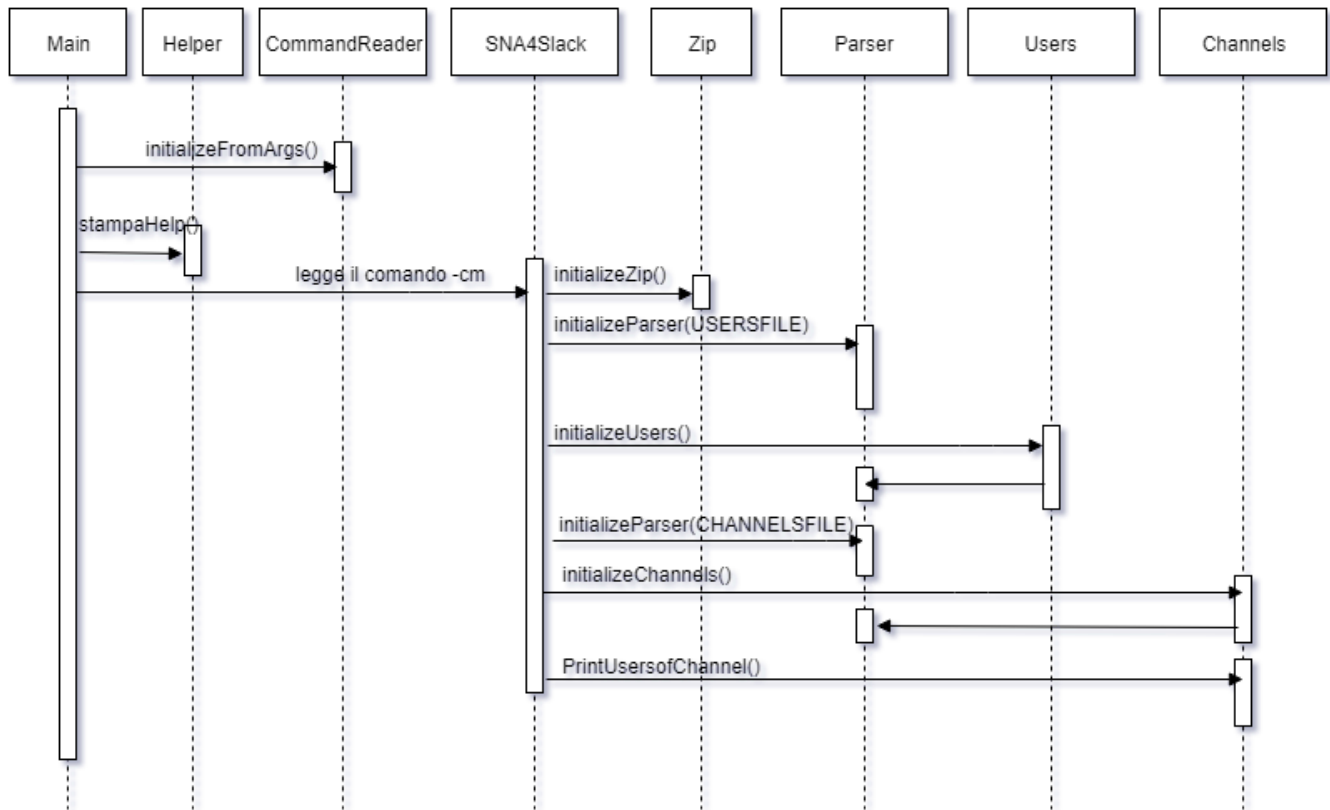 Main
Helper
CommandReader
SNA4Slack
Zip
Parser
Users
Channels
initializeFromArgs()
stampaHelp()
legge il comando -cm
initializeZip()
initializeParser(USERSFILE)
initializeUsers()
initializeParser(CHANNELSFILE)
initializeChannels()
PrintUsersofChannel()